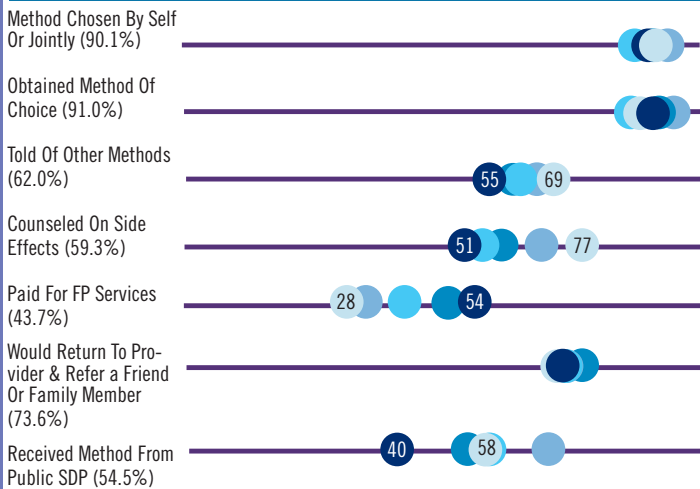 Method Chosen By Self
Or Jointly (90.1%)
Obtained Method Of
Choice (91.0%)
Told Of Other Methods
(62.0%)
55 69
Counseled On Side
Effects (59.3%)
51 77
Paid For FP Services
(43.7%)
28 54
Would Return To Pro-
vider & Refer a Friend
Or Family Member
(73.6%)
Received Method From
Public SDP (54.5%)
40 58